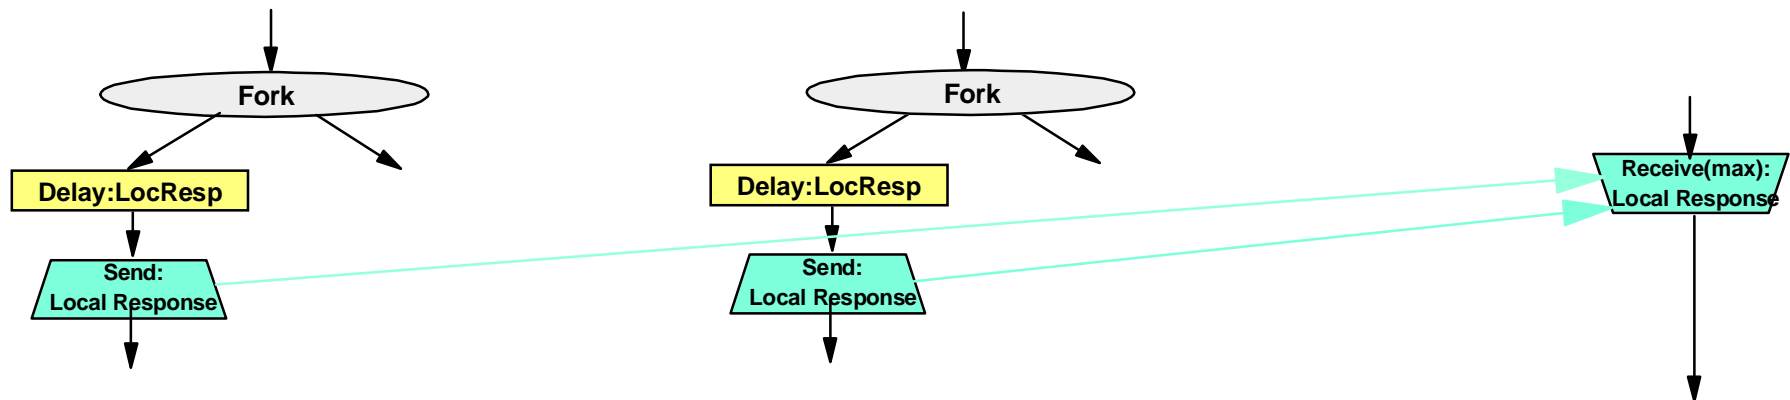 Fork
Delay:LocResp
Send:
Local Response
Fork
Delay:LocResp
Send:
Local Response
Receive(max):
Local Response